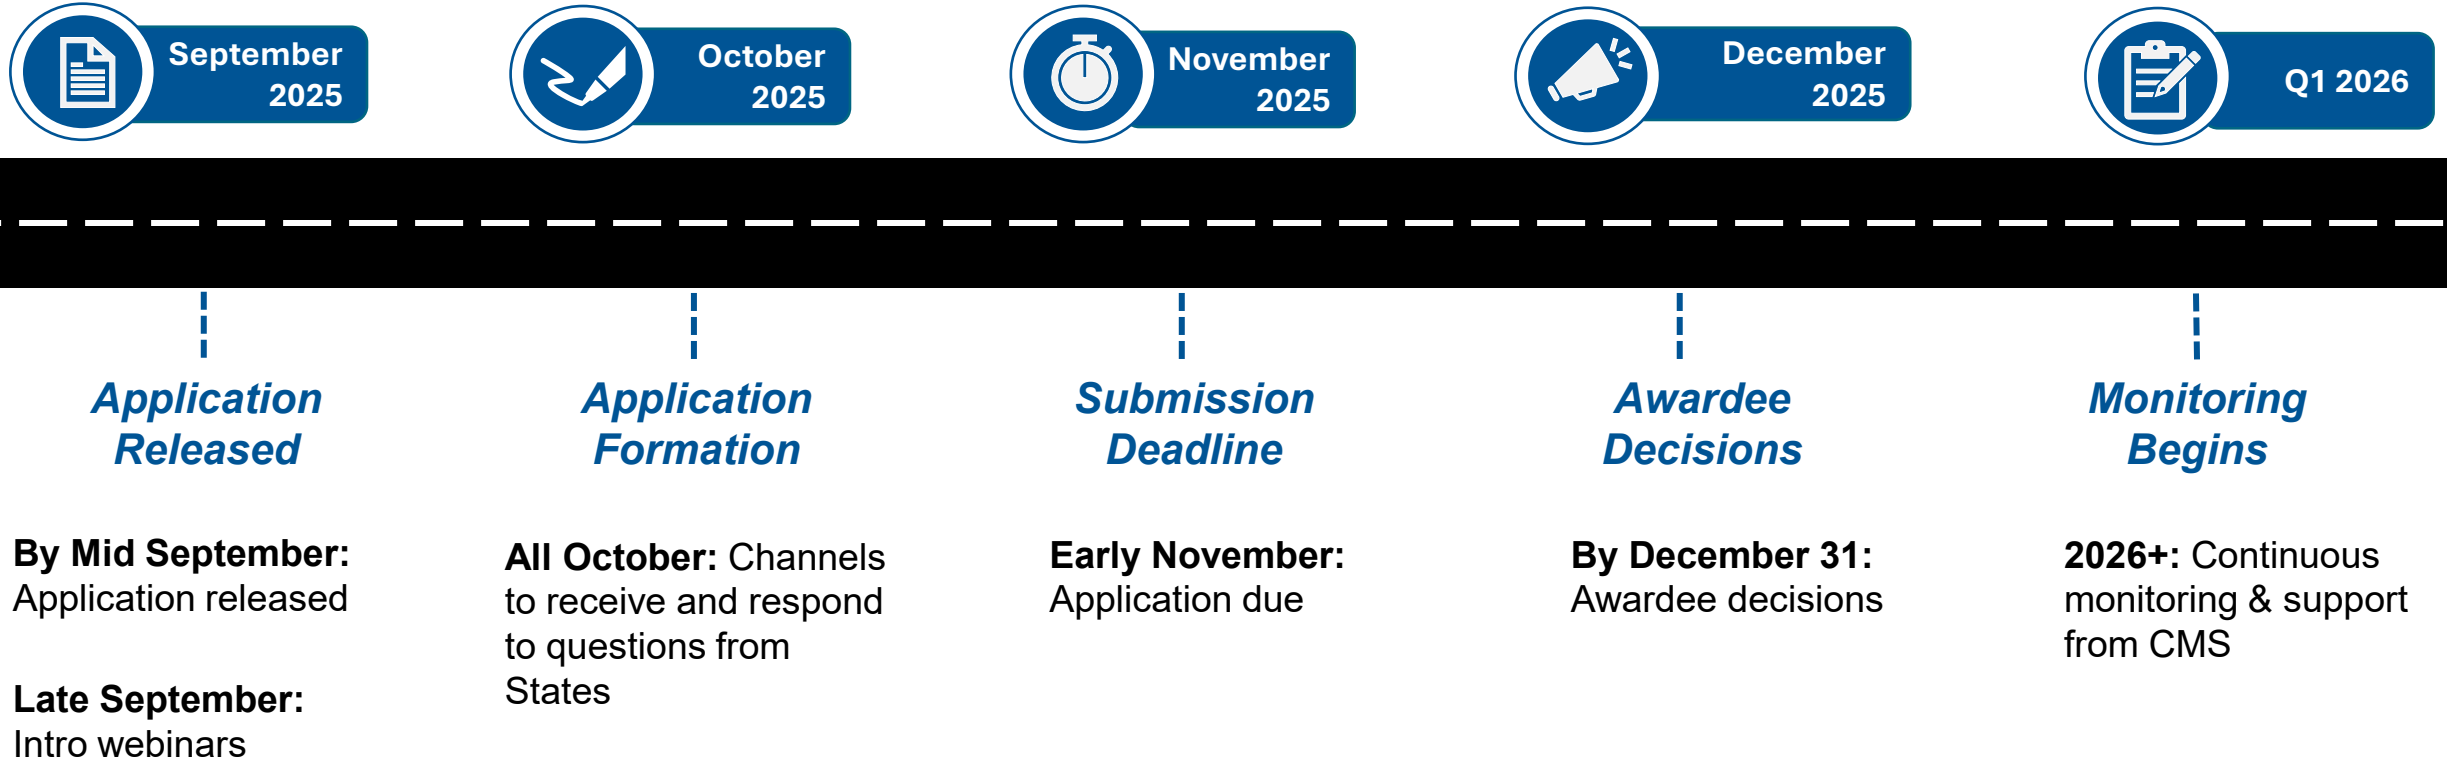 September
2025
October
2025
November
2025
December
2025
Q1 2026
Application
Released
Application
Formation
Submission
Deadline
Awardee
Decisions
Monitoring
Begins
By Mid September:
Application released
Late September:
Intro webinars
All October: Channels
to receive and respond
to questions from
States
Early November:
Application due
By December 31:
Awardee decisions
2026+: Continuous
monitoring & support
from CMS